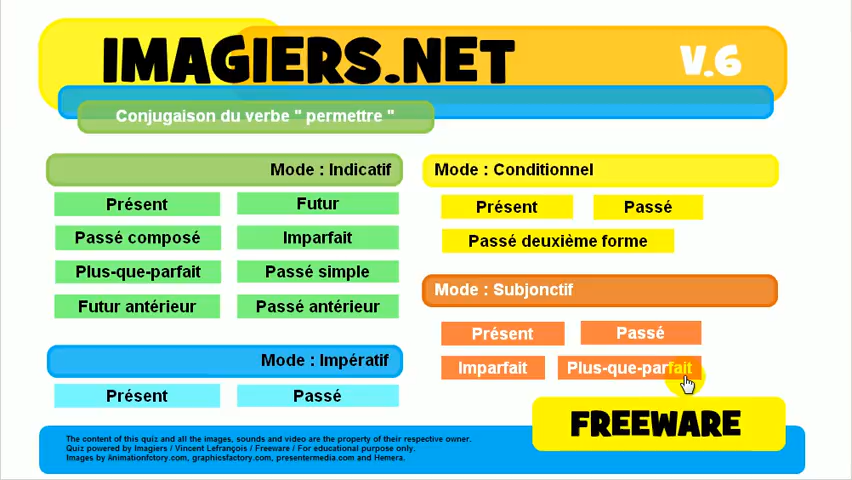 IMAGIERS.NET
V.6
Conjugaison du verbe " permettre "
Mode : Indicatif
Présent
Futur
Passé composé
Imparfait
Plus-que-parfait
Passé simple
Futur antérieur
Passé antérieur
Mode : Impératif
Présent
Passé
Mode : Conditionnel
Présent
Passé
Passé deuxième forme
Mode : Subjonctif
Présent
Passé
Imparfait
Plus-que-parfait
FREEWARE
The content of this quiz and all the images, sounds and video are the property of their respective owner.
Quiz powered by Imagiers / Vincent Lefrançois / Freeware / For educational purpose only.
Images by Animationfctory.com, graphicsfactory.com, presentermedia.com and Hemera.